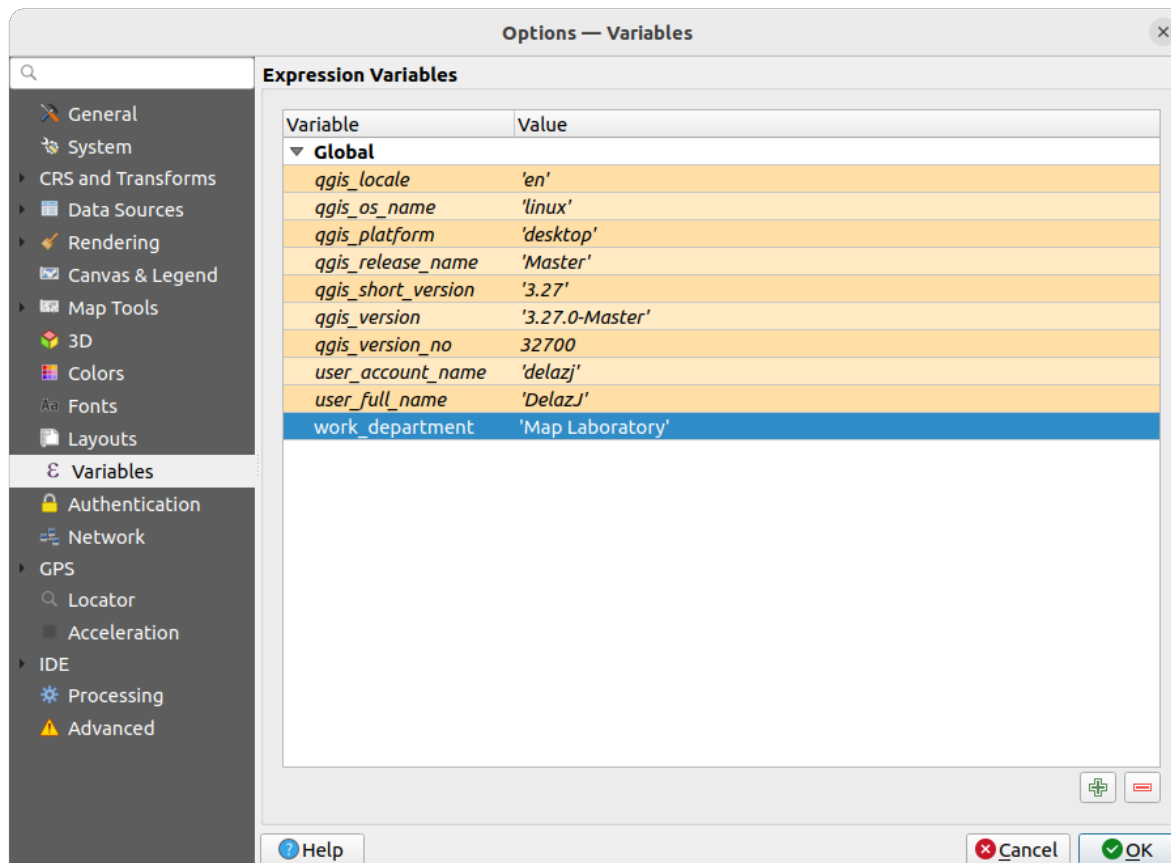 Options — Variables
Expression Variables
General
System
CRS and Transforms
Data Sources
Rendering
Canvas & Legend
Map Tools
3D
Colors
Fonts
Layouts
ε Variables
Authentication
Network
GPS
Locator
Acceleration
IDE
Processing
Advanced
Variable Value
Global
qgis_locale 'en'
qgis_os_name 'linux'
qgis_platform 'desktop'
qgis_release_name 'Master'
qgis_short_version '3.27'
qgis_version '3.27.0-Master'
qgis_version_no 32700
user_account_name 'delazj'
user_full_name 'DelazJ'
work_department 'Map Laboratory'
Help Cancel OK